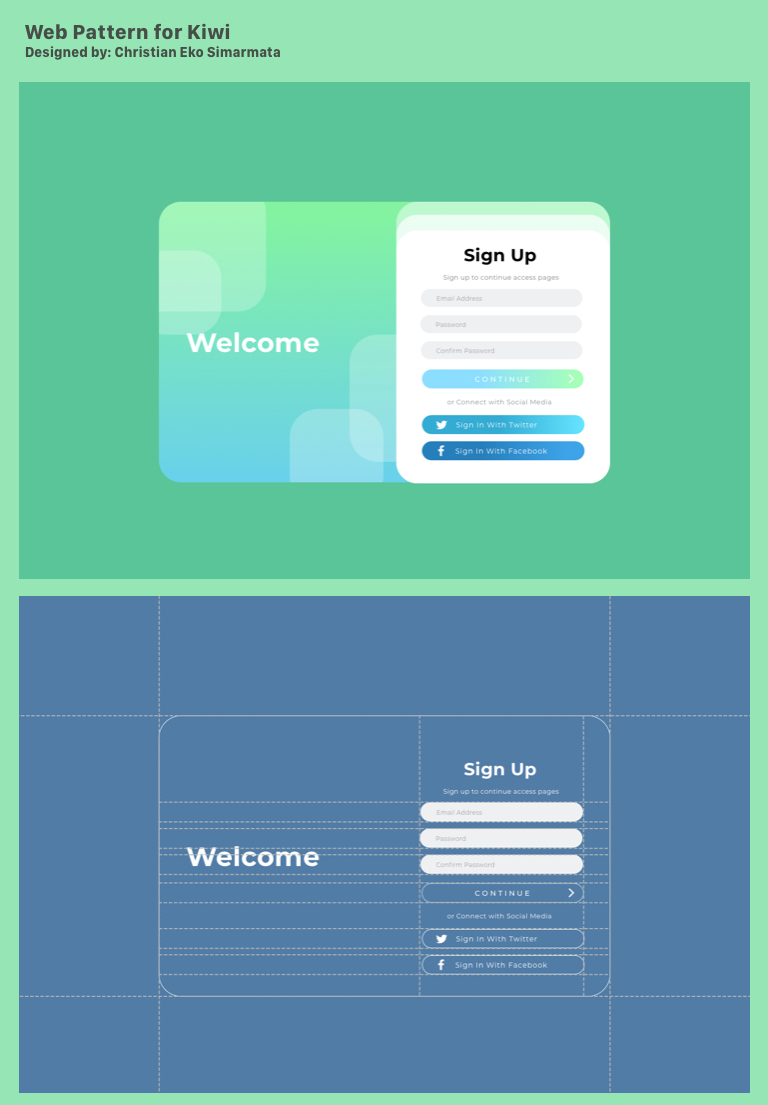 Web Pattern for Kiwi
Designed by: Christian Eko Simarmata
Welcome
Sign Up
Sign up to continue access pages
Email Address
Password
Confirm Password
CONTINUE
or Connect with Social Media
Sign In With Twitter
Sign In With Facebook
Welcome
Sign Up
Sign up to continue access pages
Email Address
Password
Confirm Password
CONTINUE
or Connect with Social Media
Sign In With Twitter
Sign In With Facebook